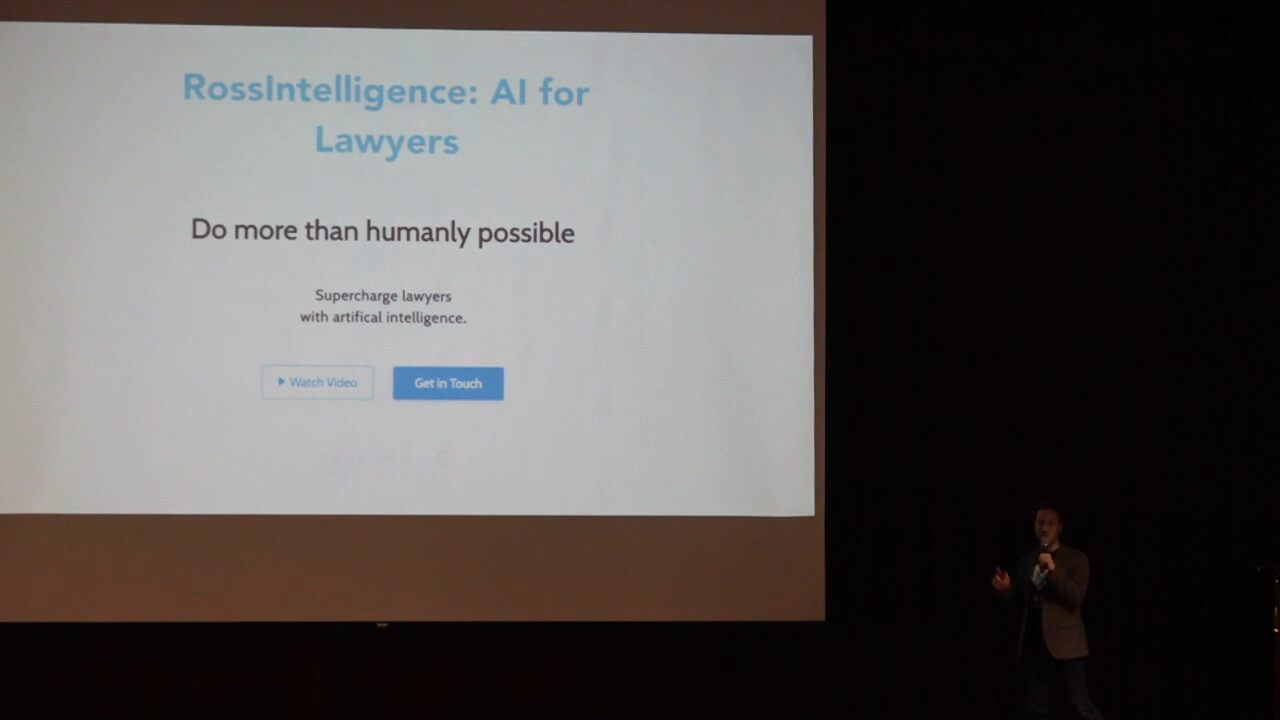 RossIntelligence: AI for
Lawyers
Do more than humanly possible
Supercharge lawyers
with artifical intelligence.
Watch Video
Get in Touch